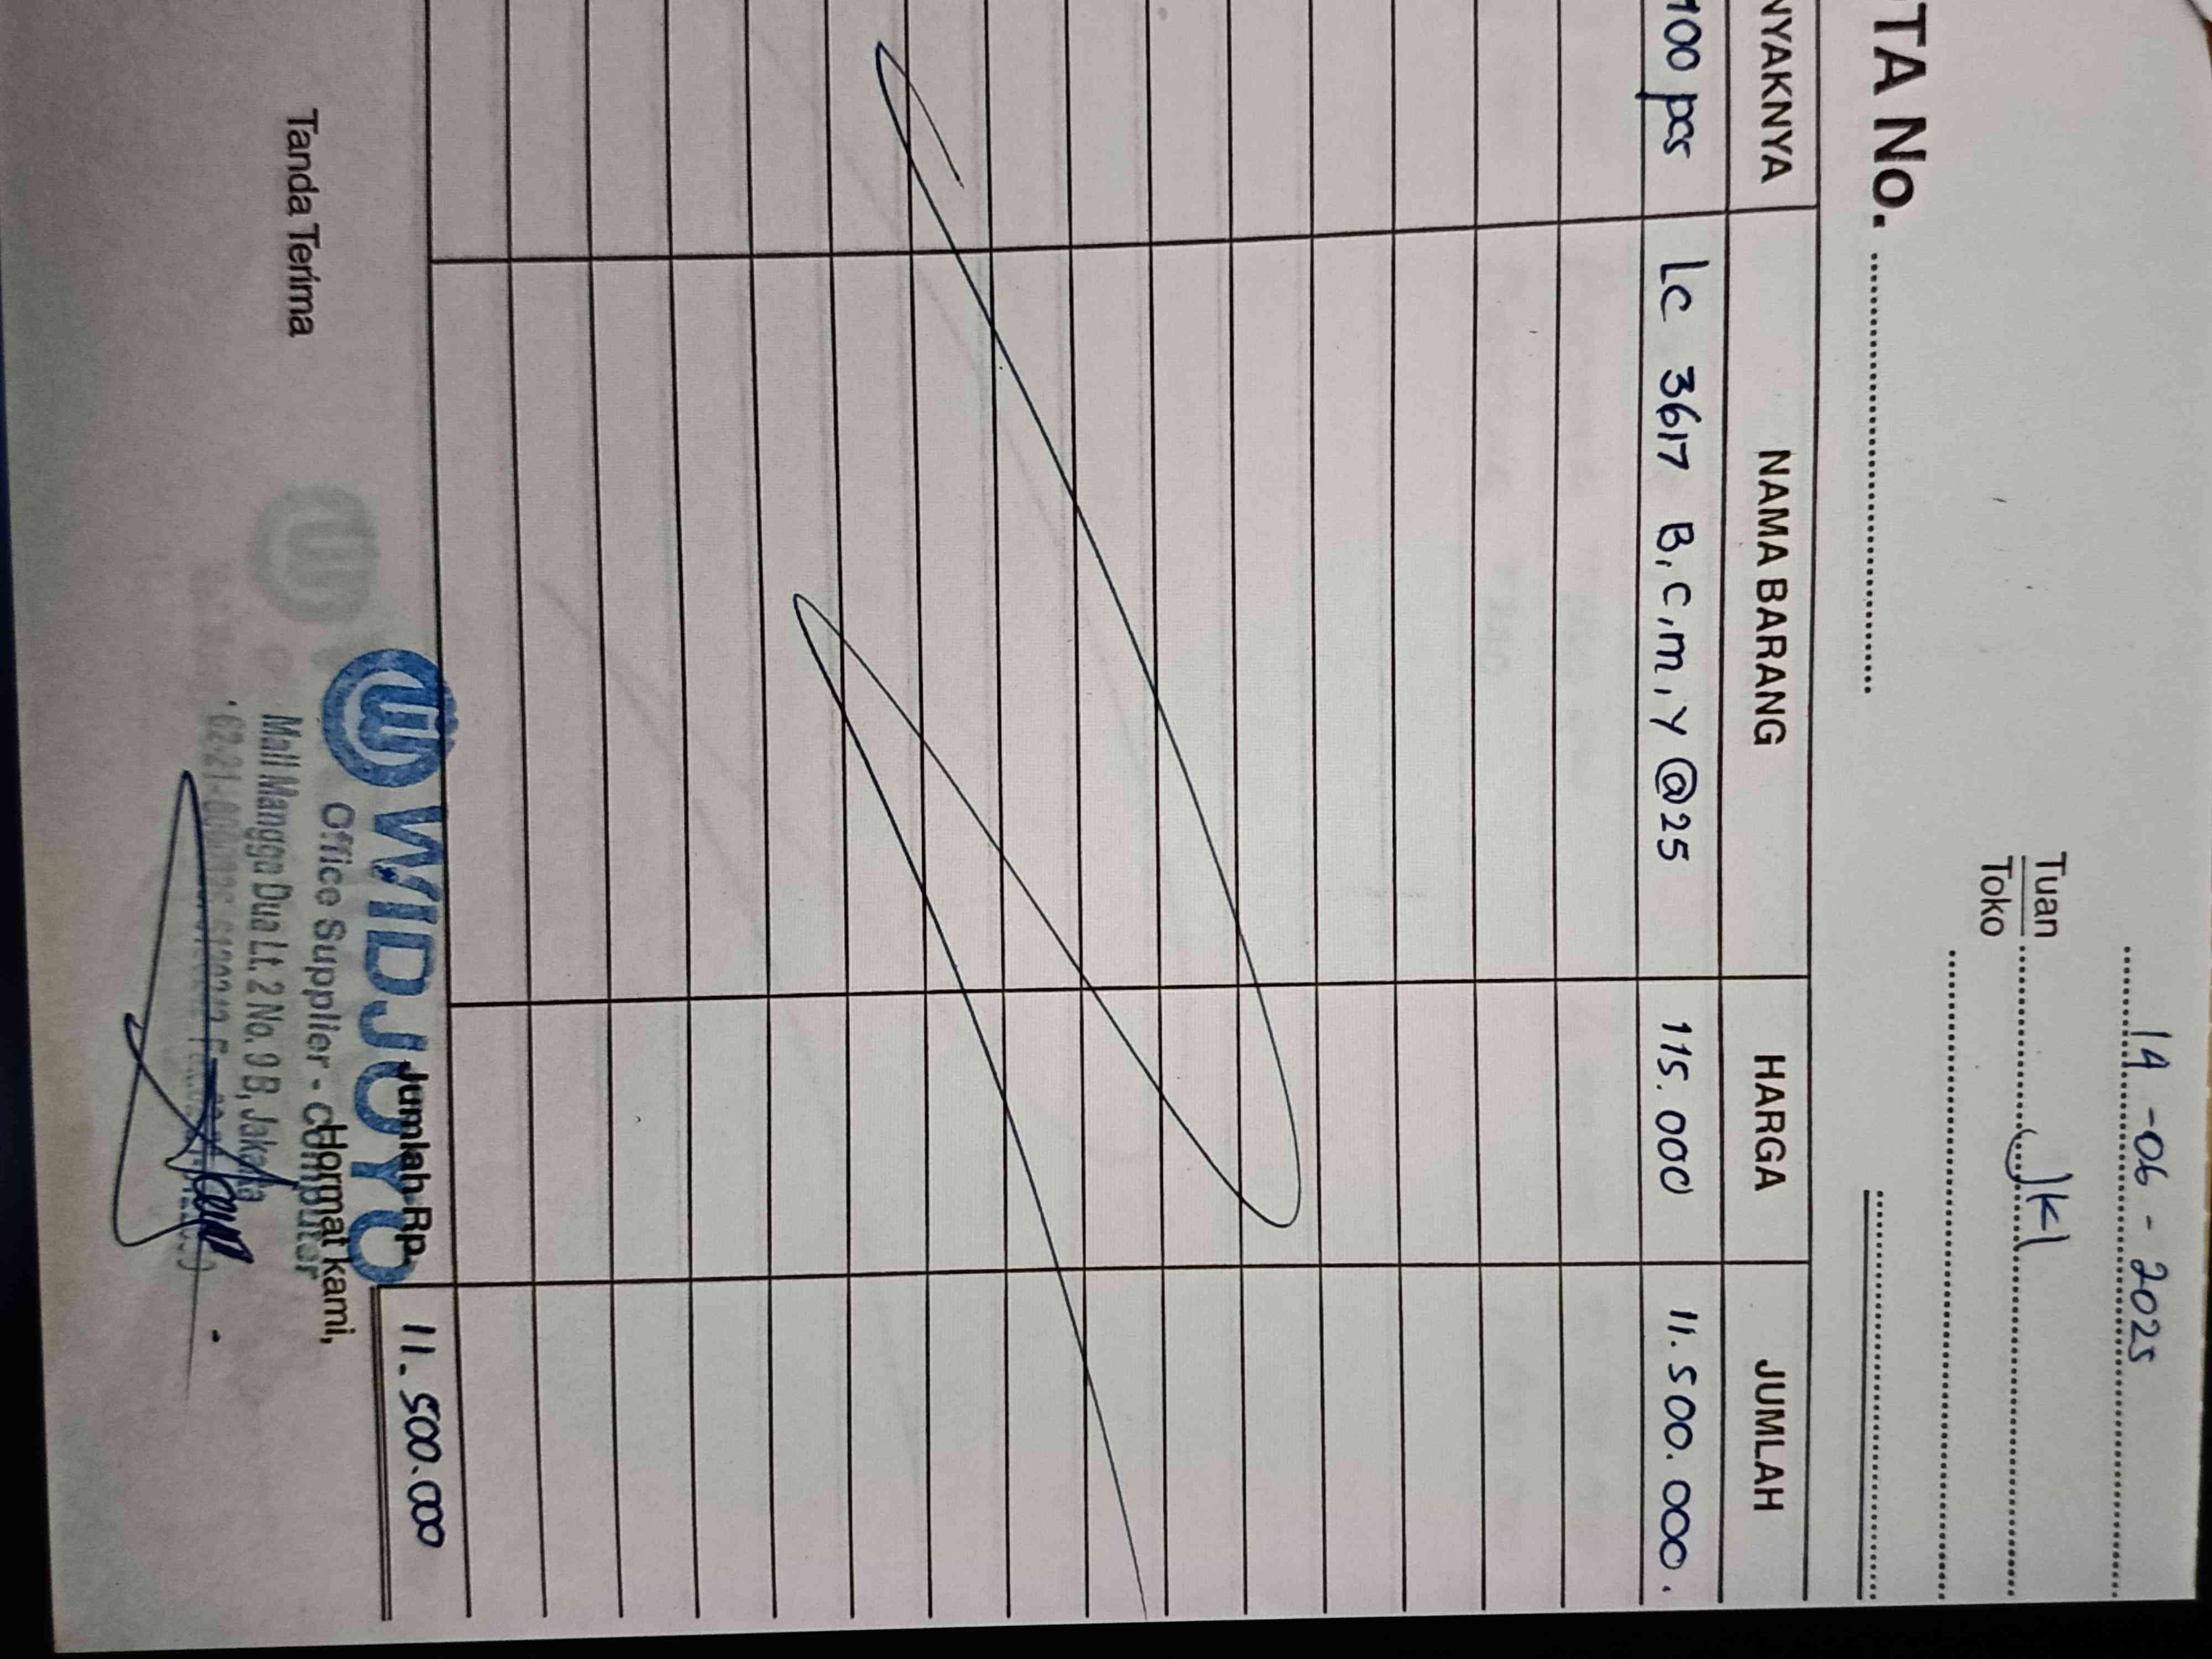 14-06-2025
Tuan JKL
Toko
TA No.
NYAKNYA NAMA BARANG HARGA JUMLAH
100 pcs LC 3617 B,C,M,Y @25 115.000 11.500.000.
Jumlah Rp. 11.500.000
WIDJOYO
Tanda Terima Hormat kami,
Office Supplier - Computer
Mall Mangga Dua Lt. 2 No. 9 B, Jakarta